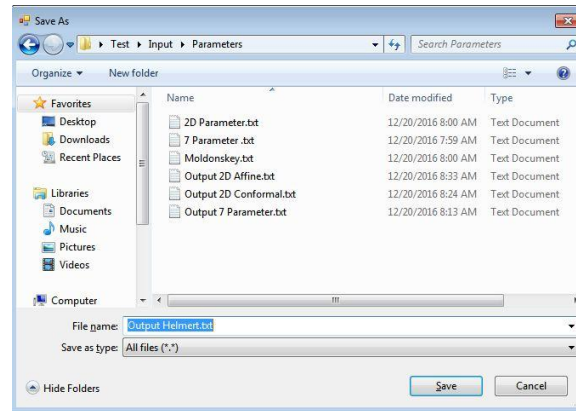 Save As
Test Input Parameters
Search Parameters
Organize New folder
Favorites
Desktop
Downloads
Recent Places
Libraries
Documents
Music
Pictures
Videos
Computer
Name Date modified Type
2D Parameter.txt 12/20/2016 8:00 AM Text Document
7 Parameter .txt 12/20/2016 7:59 AM Text Document
Moldonskey.txt 12/20/2016 8:00 AM Text Document
Output 2D Affine.txt 12/20/2016 8:33 AM Text Document
Output 2D Conformal.txt 12/20/2016 8:24 AM Text Document
Output 7 Parameter.txt 12/20/2016 8:13 AM Text Document
File name: Output Helmert.txt
Save as type: All files (*.*)
Hide Folders
Save Cancel